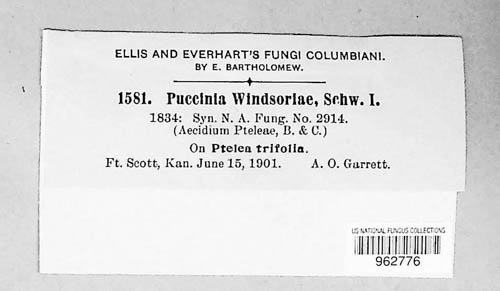 ELLIS AND EVERHART'S FUNGI COLUMBIANI.
BY E. BARTHOLOMEW.
1581. Puccinia Windsoriae, Schw. I.
1834: Syn. N. A. Fung. No. 2914.
(Aecidium Pteleae, B. & C.)
On Ptelea trifolia.
Ft. Scott, Kan. June 15, 1901. A. O. Garrett.
US NATIONAL FUNGUS COLLECTIONS
962776